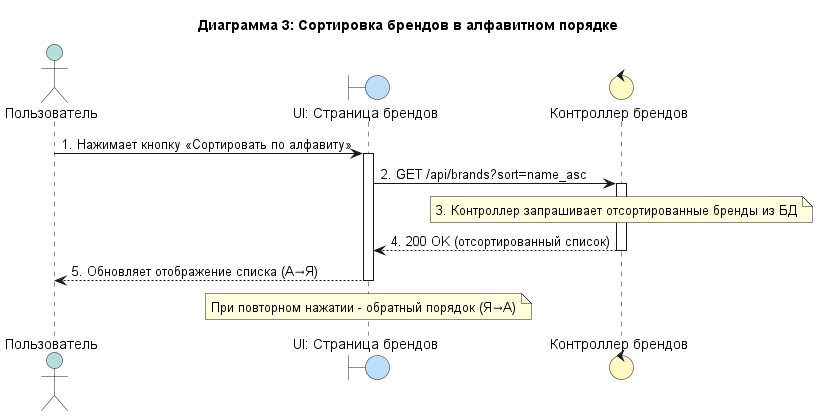 Диаграмма 3: Сортировка брендов в алфавитном порядке
Пользователь
UI: Страница брендов
Контроллер брендов
1. Нажимает кнопку «Сортировать по алфавиту»
2. GET /api/brands?sort=name_asc
3. Контроллер запрашивает отсортированные бренды из БД
4. 200 OK (отсортированный список)
5. Обновляет отображение списка (А→Я)
При повторном нажатии - обратный порядок (Я→А)
Пользователь
UI: Страница брендов
Контроллер брендов